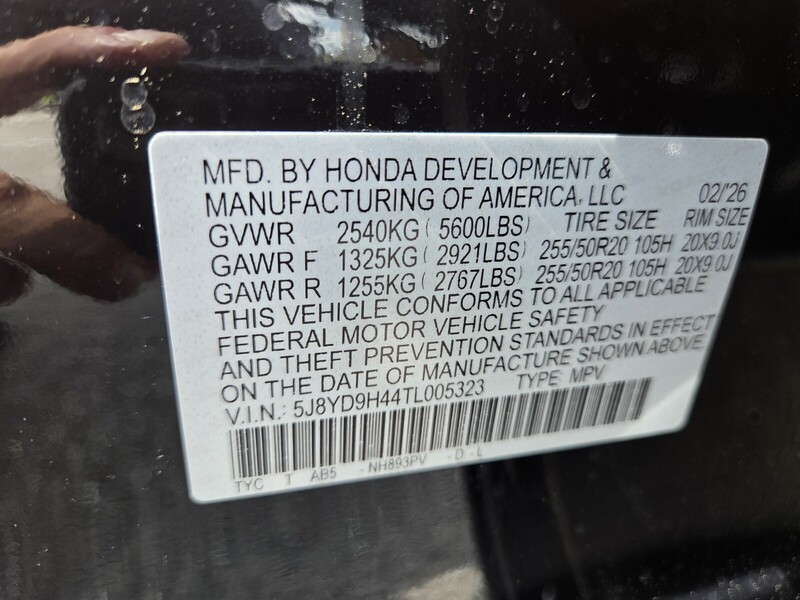 MFD. BY HONDA DEVELOPMENT &
MANUFACTURING OF AMERICA, LLC 02/'26
GVWR 2540KG ( 5600LBS) TIRE SIZE RIM SIZE
GAWR F 1325KG ( 2921LBS) 255/50R20 105H 20X9.0J
GAWR R 1255KG ( 2767LBS) 255/50R20 105H 20X9.0J
THIS VEHICLE CONFORMS TO ALL APPLICABLE
FEDERAL MOTOR VEHICLE SAFETY
AND THEFT PREVENTION STANDARDS IN EFFECT
ON THE DATE OF MANUFACTURE SHOWN ABOVE
V.I.N.: 5J8YD9H44TL005323 TYPE: MPV
TYC T AB5 -NH893PV -D -L